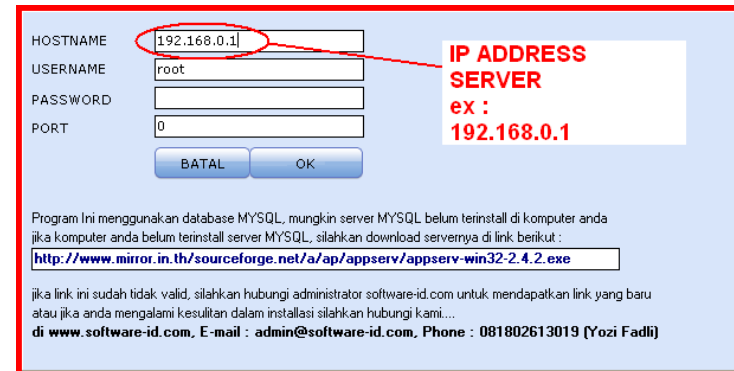 HOSTNAME 192.168.0.1
USERNAME root
PASSWORD
PORT 0
BATAL OK
IP ADDRESS
SERVER
ex :
192.168.0.1
Program Ini menggunakan database MYSQL, mungkin server MYSQL belum terinstall di komputer anda
jika komputer anda belum terinstall server MYSQL, silahkan download servernya di link berikut :
http://www.mirror.in.th/sourceforge.net/a/ap/appserv/appserv-win32-2.4.2.exe
jika link ini sudah tidak valid, silahkan hubungi administrator software-id.com untuk mendapatkan link yang baru
atau jika anda mengalami kesulitan dalam installasi silahkan hubungi kami....
di www.software-id.com, E-mail : admin@software-id.com, Phone : 081802613019 (Yozi Fadli)